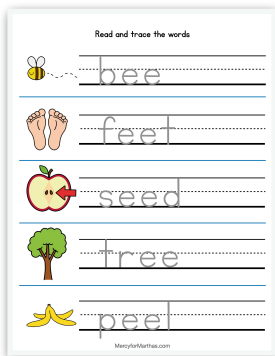 Read and trace the words
bee
feet
seed
tree
peel
MercyforMarthas.com